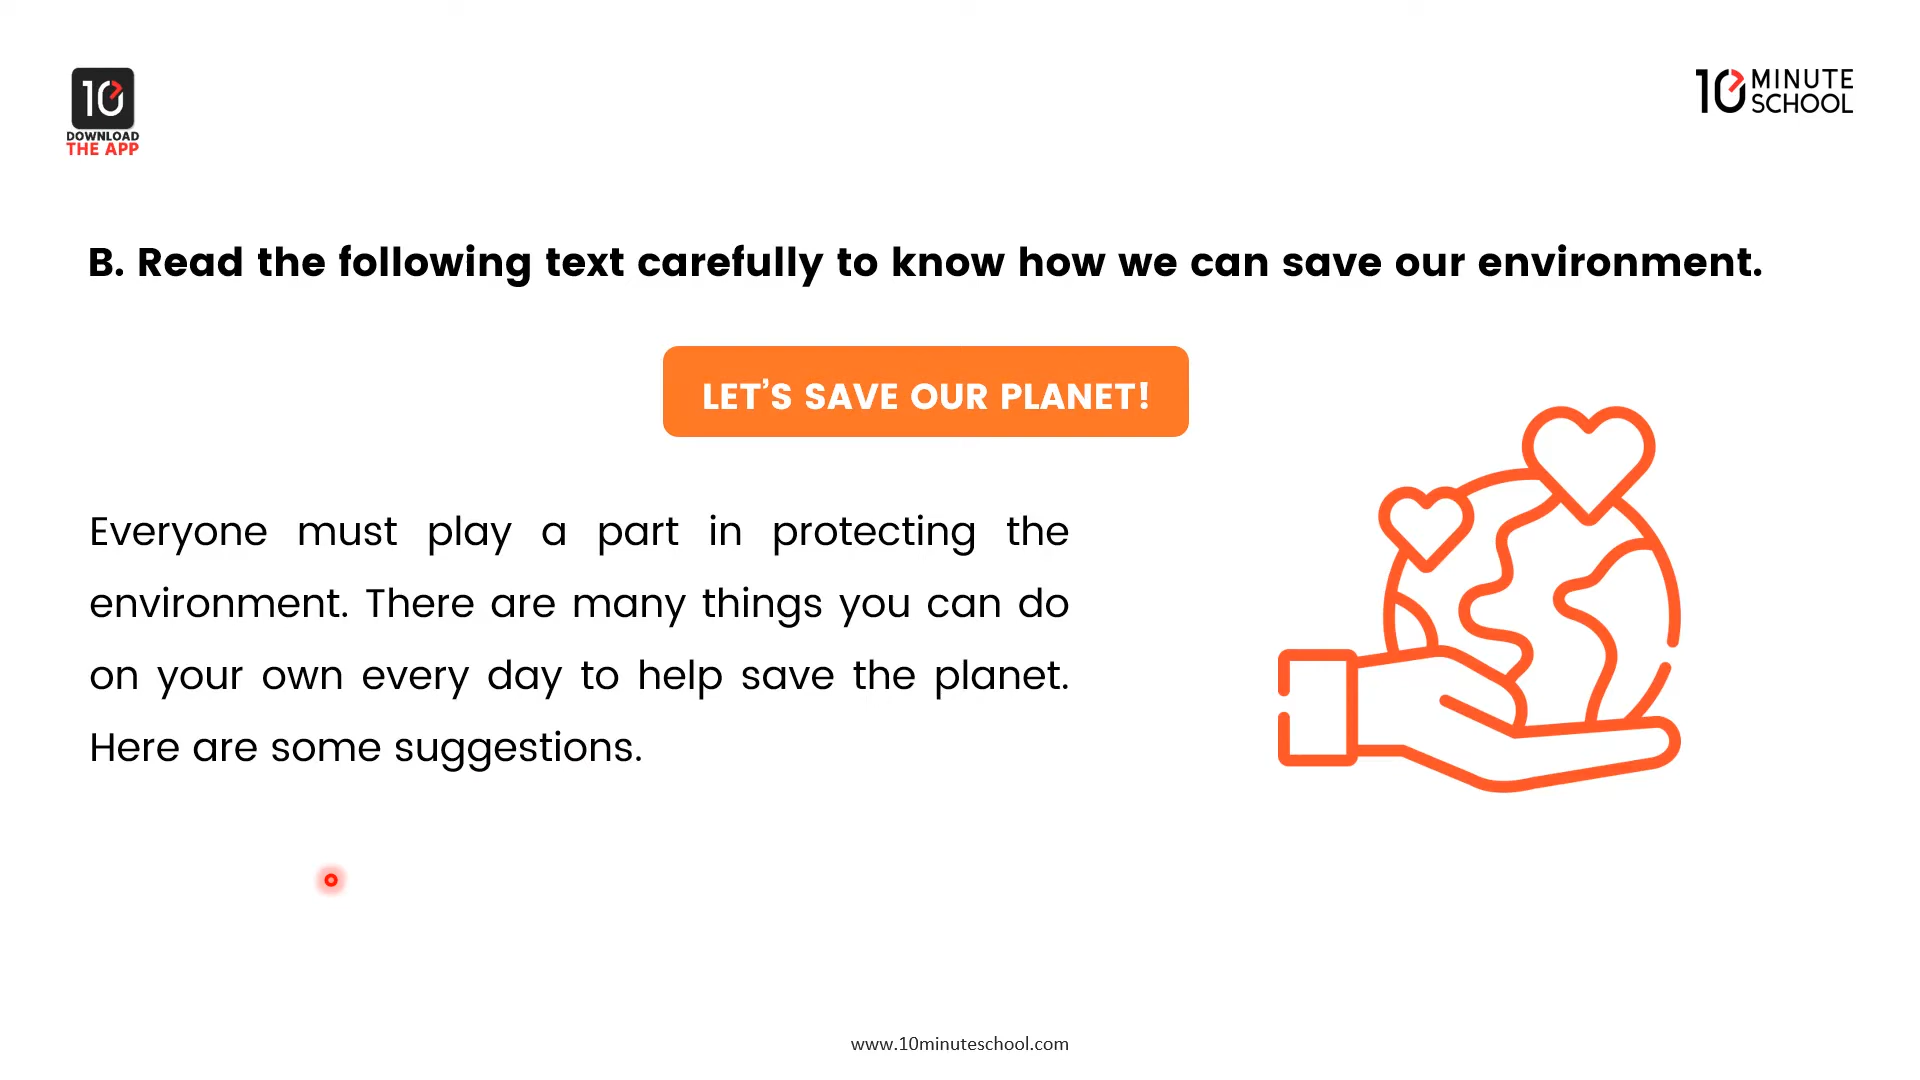 10
DOWNLOAD
THE APP
10 MINUTE
SCHOOL
B. Read the following text carefully to know how we can save our environment.
LET’S SAVE OUR PLANET!
Everyone must play a part in protecting the
environment. There are many things you can do
on your own every day to help save the planet.
Here are some suggestions.
www.10minuteschool.com